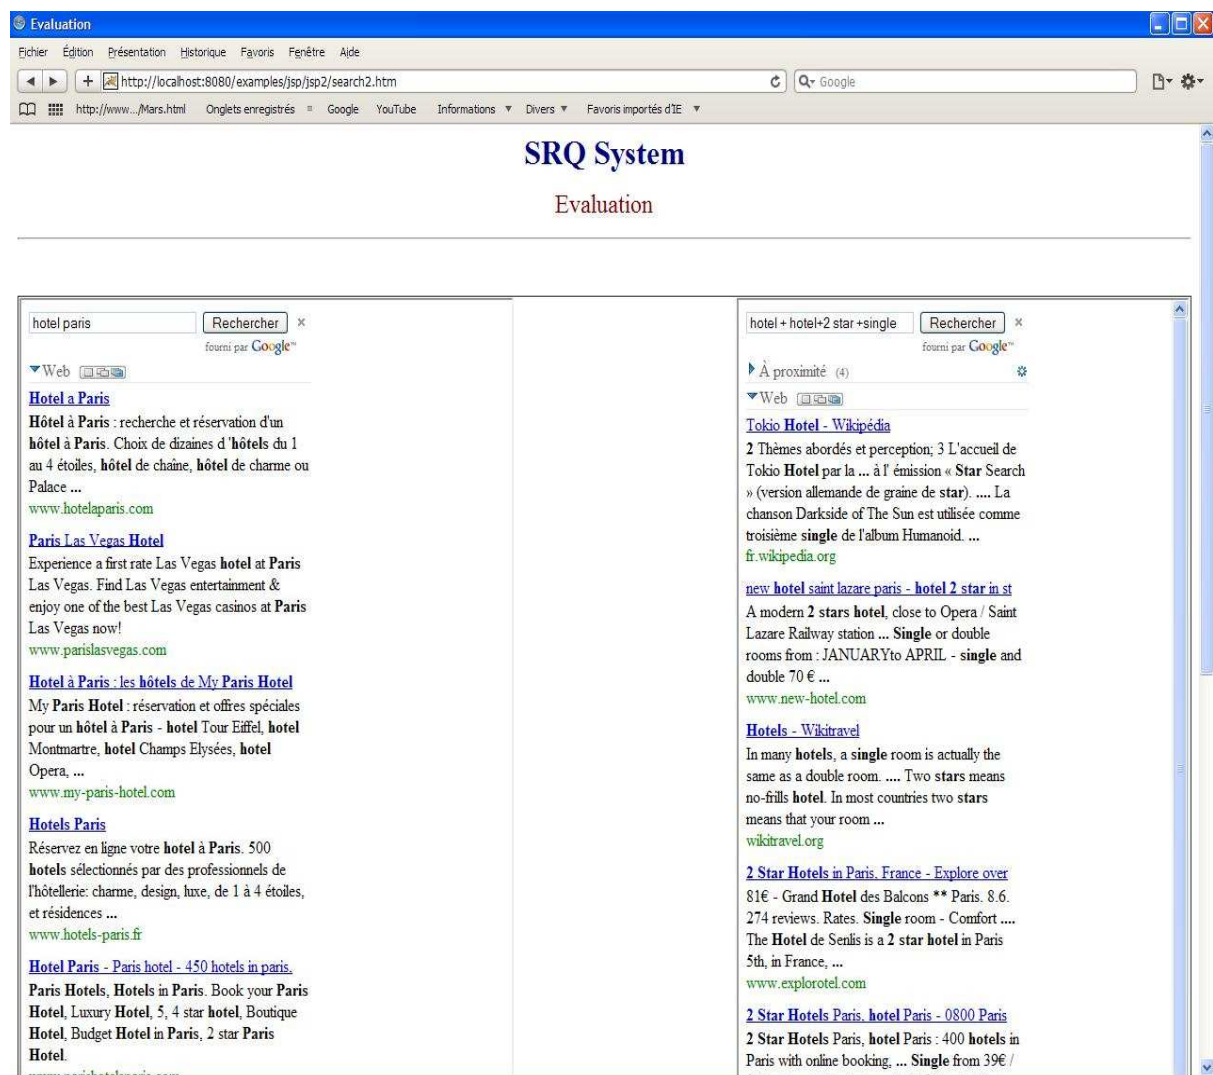 Evaluation
Fichier Édition Présentation Historique Favoris Fenêtre Aide
http://localhost:8080/examples/jsp/jsp2/search2.htm
Google
http://www.../Mars.html Onglets enregistrés Google YouTube Informations Divers Favoris importés d'IE
SRQ System
Evaluation
hotel paris Rechercher ×
fourni par Google™
Web
Hotel a Paris
Hôtel à Paris : recherche et réservation d'un
hôtel à Paris. Choix de dizaines d 'hôtels du 1
au 4 étoiles, hôtel de chaîne, hôtel de charme ou
Palace ...
www.hotelaparis.com
Paris Las Vegas Hotel
Experience a first rate Las Vegas hotel at Paris
Las Vegas. Find Las Vegas entertainment &
enjoy one of the best Las Vegas casinos at Paris
Las Vegas now!
www.parislasvegas.com
Hotel à Paris : les hôtels de My Paris Hotel
My Paris Hotel : réservation et offres spéciales
pour un hôtel à Paris - hotel Tour Eiffel, hotel
Montmartre, hotel Champs Elysées, hotel
Opera, ...
www.my-paris-hotel.com
Hotels Paris
Réservez en ligne votre hotel à Paris. 500
hotels sélectionnés par des professionnels de
l'hôtellerie: charme, design, luxe, de 1 à 4 étoiles,
et résidences ...
www.hotels-paris.fr
Hotel Paris - Paris hotel - 450 hotels in paris.
Paris Hotels, Hotels in Paris. Book your Paris
Hotel, Luxury Hotel, 5, 4 star hotel, Boutique
Hotel, Budget Hotel in Paris, 2 star Paris
Hotel.
hotel + hotel+2 star +single Rechercher ×
fourni par Google™
À proximité (4)
Web
Tokio Hotel - Wikipédia
2 Thèmes abordés et perception; 3 L'accueil de
Tokio Hotel par la ... à l' émission « Star Search
» (version allemande de graine de star). .... La
chanson Darkside of The Sun est utilisée comme
troisième single de l'album Humanoid. ...
fr.wikipedia.org
new hotel saint lazare paris - hotel 2 star in st
A modern 2 stars hotel, close to Opera / Saint
Lazare Railway station ... Single or double
rooms from : JANUARYto APRIL - single and
double 70 € ...
www.new-hotel.com
Hotels - Wikitravel
In many hotels, a single room is actually the
same as a double room. .... Two stars means
no-frills hotel. In most countries two stars
means that your room ...
wikitravel.org
2 Star Hotels in Paris, France - Explore over
81€ - Grand Hotel des Balcons ** Paris. 8.6.
274 reviews. Rates. Single room - Comfort ....
The Hotel de Senlis is a 2 star hotel in Paris
5th, in France, ...
www.explorotel.com
2 Star Hotels Paris, hotel Paris - 0800 Paris
2 Star Hotels Paris, hotel Paris : 400 hotels in
Paris with online booking, ... Single from 39€ /